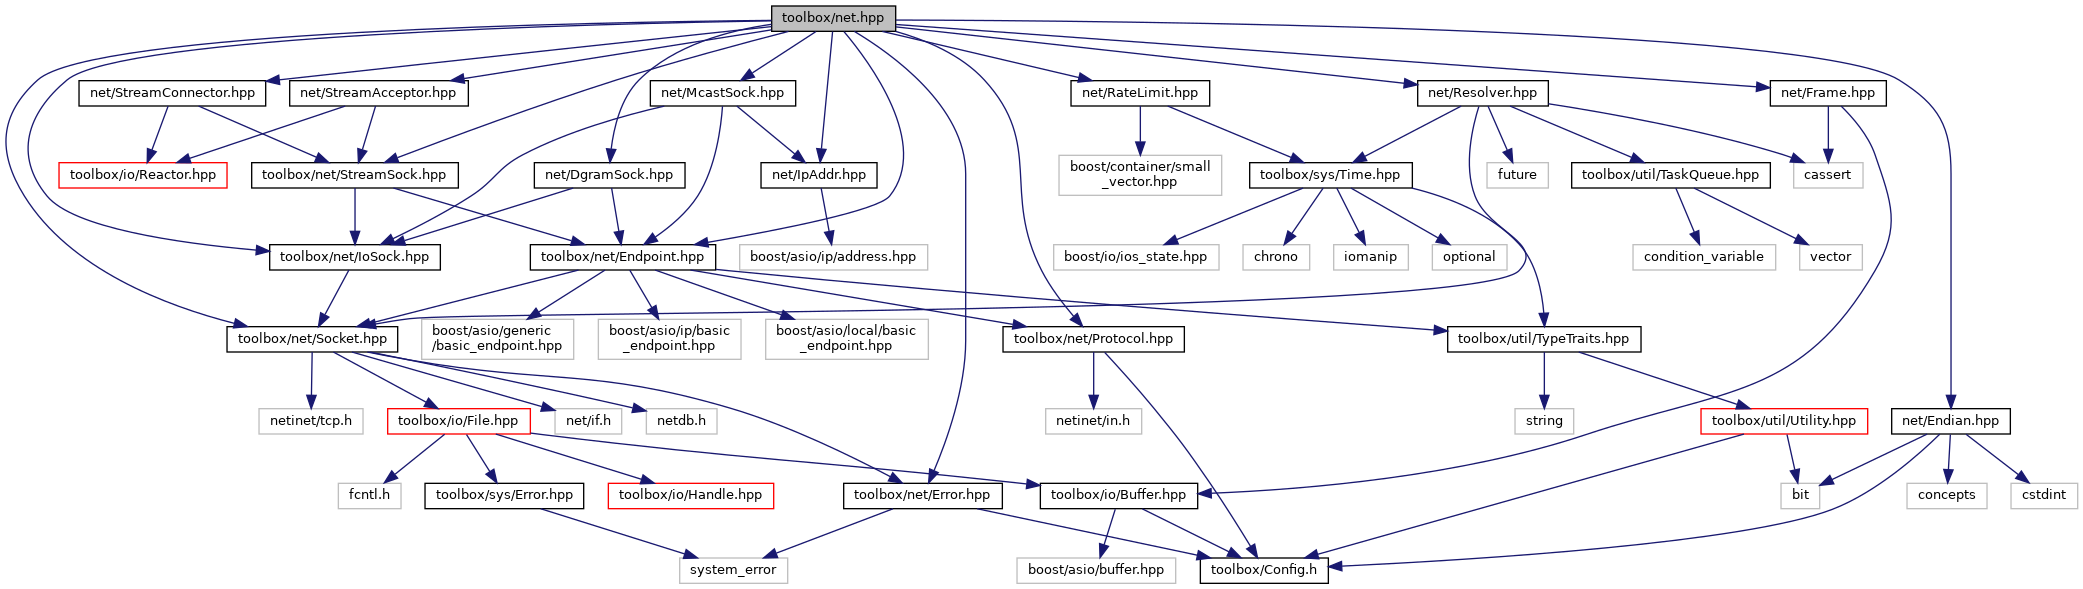 toolbox/net.hpp
net/StreamConnector.hpp
net/StreamAcceptor.hpp
net/McastSock.hpp
net/RateLimit.hpp
net/Resolver.hpp
net/Frame.hpp
toolbox/io/Reactor.hpp
toolbox/net/StreamSock.hpp
net/DgramSock.hpp
net/IpAddr.hpp
boost/container/small
_vector.hpp
toolbox/sys/Time.hpp
future
toolbox/util/TaskQueue.hpp
cassert
toolbox/net/IoSock.hpp
toolbox/net/Endpoint.hpp
boost/asio/ip/address.hpp
boost/io/ios_state.hpp
chrono
iomanip
optional
condition_variable
vector
toolbox/net/Socket.hpp
boost/asio/generic
/basic_endpoint.hpp
boost/asio/ip/basic
_endpoint.hpp
boost/asio/local/basic
_endpoint.hpp
toolbox/net/Protocol.hpp
toolbox/util/TypeTraits.hpp
netinet/tcp.h
toolbox/io/File.hpp
net/if.h
netdb.h
netinet/in.h
string
toolbox/util/Utility.hpp
net/Endian.hpp
fcntl.h
toolbox/sys/Error.hpp
toolbox/io/Handle.hpp
toolbox/net/Error.hpp
toolbox/io/Buffer.hpp
bit
concepts
cstdint
system_error
boost/asio/buffer.hpp
toolbox/Config.h